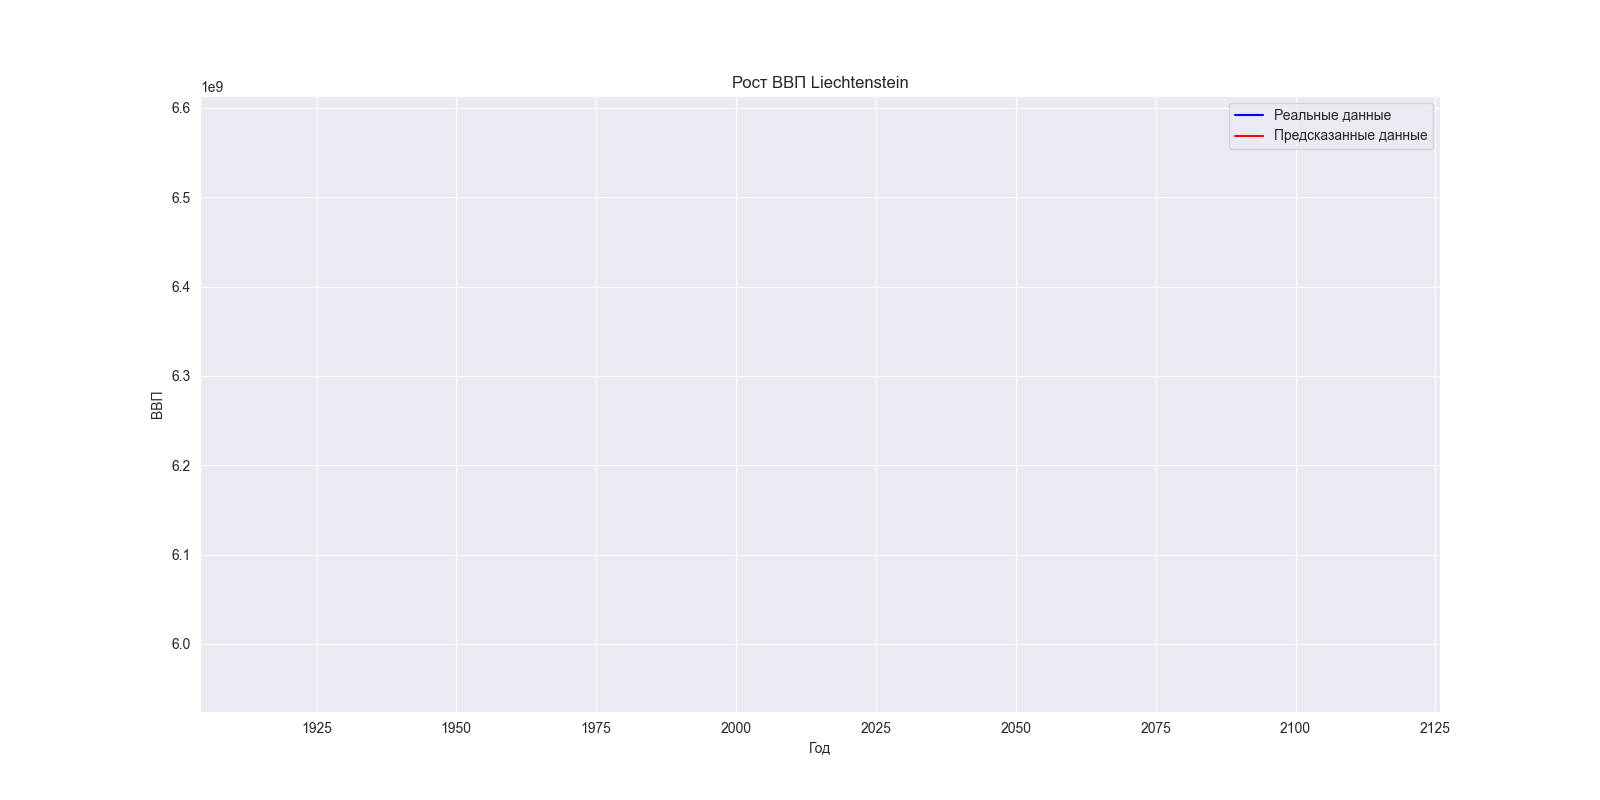 Рост ВВП Liechtenstein
1e9
Реальные данные
Предсказанные данные
6.6
6.5
6.4
6.3
6.2
6.1
6.0
ВВП
1925 1950 1975 2000 2025 2050 2075 2100 2125
Год